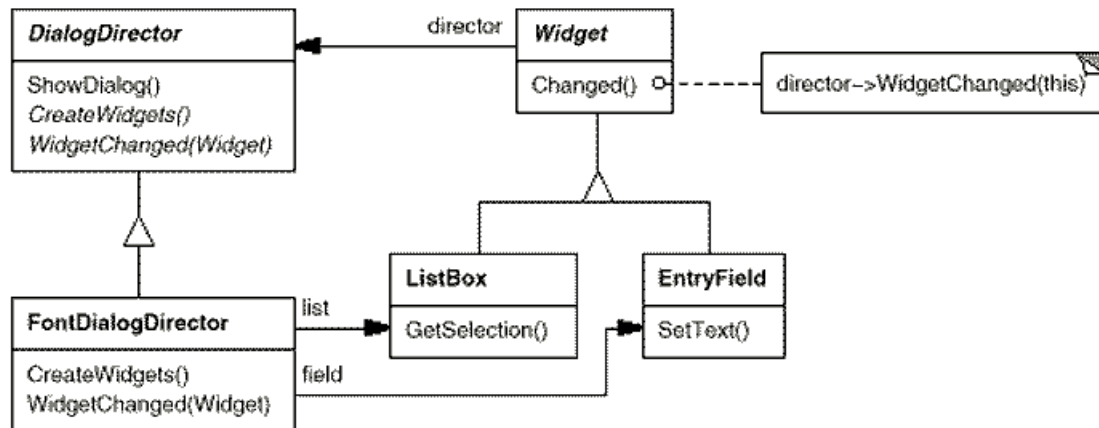 DialogDirector
ShowDialog()
CreateWidgets()
WidgetChanged(Widget)
director
Widget
Changed()
director->WidgetChanged(this)
ListBox
GetSelection()
EntryField
SetText()
FontDialogDirector
CreateWidgets()
WidgetChanged(Widget)
list
field